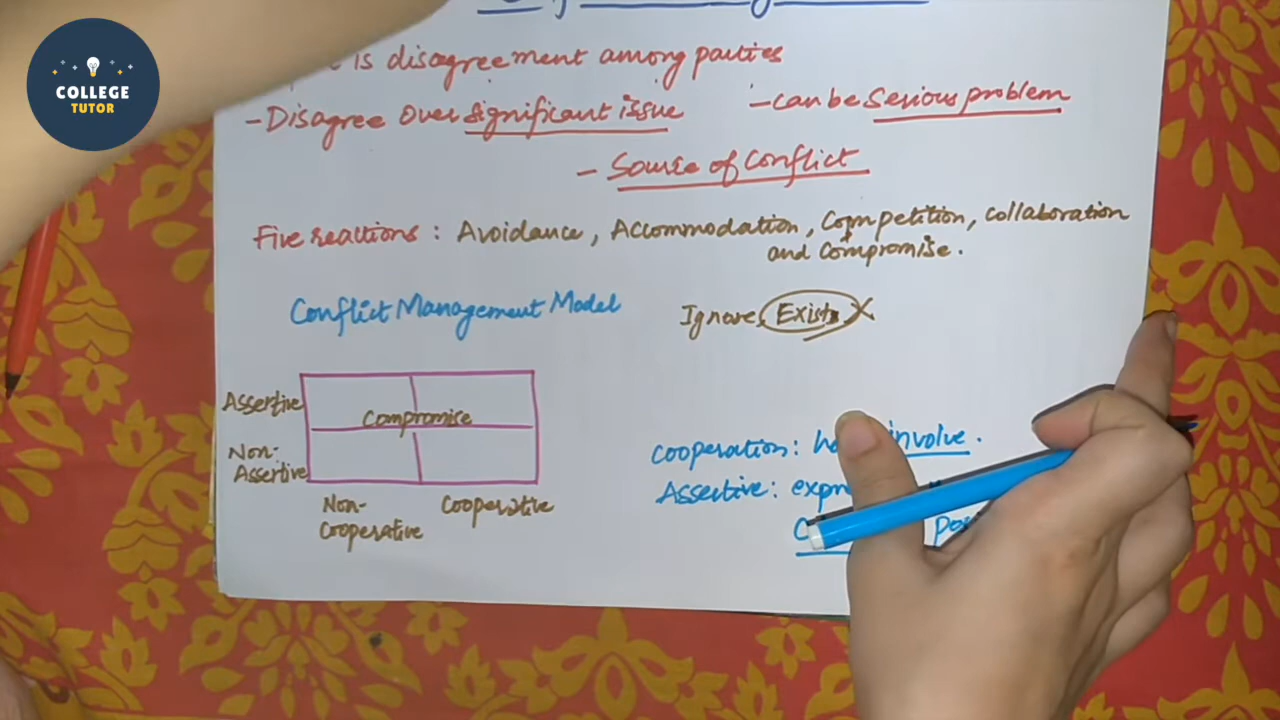 COLLEGE
TUTOR
is disagreement among parties
- Disagree over significant issue
- can be serious problem
- Source of Conflict
Five reactions : Avoidance, Accommodation, Competition, collaboration
and Compromise.
Conflict Management Model
Ignore, Exists
Assertive
Compromise
Non-
Assertive
Non-
Cooperative
Cooperative
cooperation: involve.
Assertive: